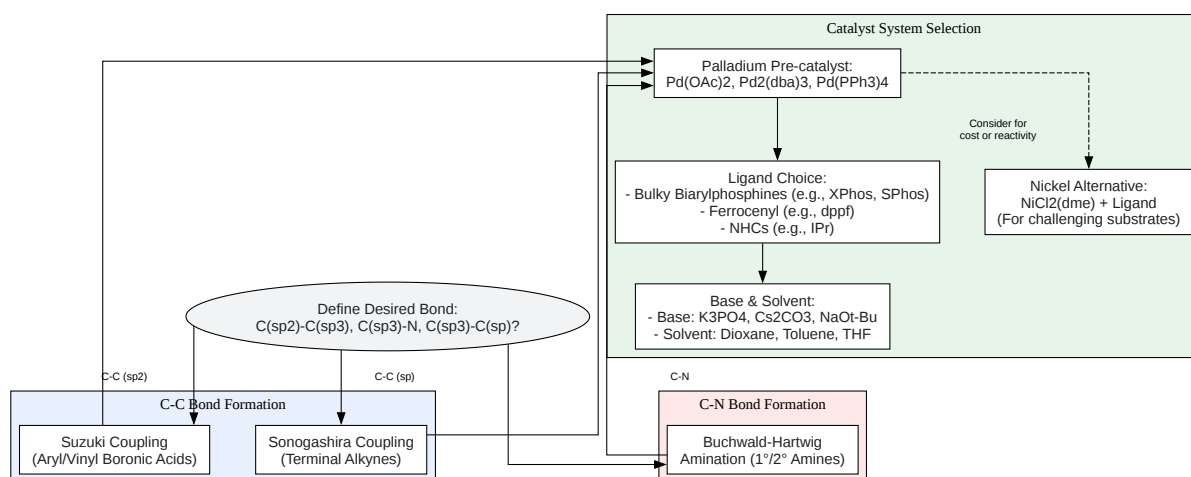 Catalyst System Selection
Palladium Pre-catalyst:
Pd(OAc)2, Pd2(dba)3, Pd(PPh3)4
Consider for
cost or reactivity
Ligand Choice:
- Bulky Biarylphosphines (e.g., XPhos, SPhos)
- Ferrocenyl (e.g., dppf)
- NHCs (e.g., IPr)
Nickel Alternative:
NiCl2(dme) + Ligand
(For challenging substrates)
Base & Solvent:
- Base: K3PO4, Cs2CO3, NaOt-Bu
- Solvent: Dioxane, Toluene, THF
Define Desired Bond:
C(sp2)-C(sp3), C(sp3)-N, C(sp3)-C(sp)?
C-C (sp2)
C-C (sp)
C-N
C-C Bond Formation
Suzuki Coupling
(Aryl/Vinyl Boronic Acids)
Sonogashira Coupling
(Terminal Alkynes)
C-N Bond Formation
Buchwald-Hartwig
Amination (1°/2° Amines)